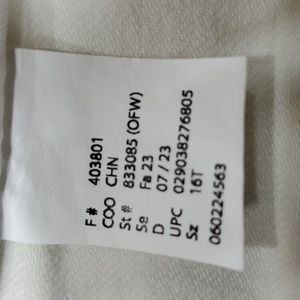 F # 403801
COO CHN
St # 833085 (OFW)
Se Fa 23
D 07 / 23
UPC 029038276805
Sz 16T
060224563